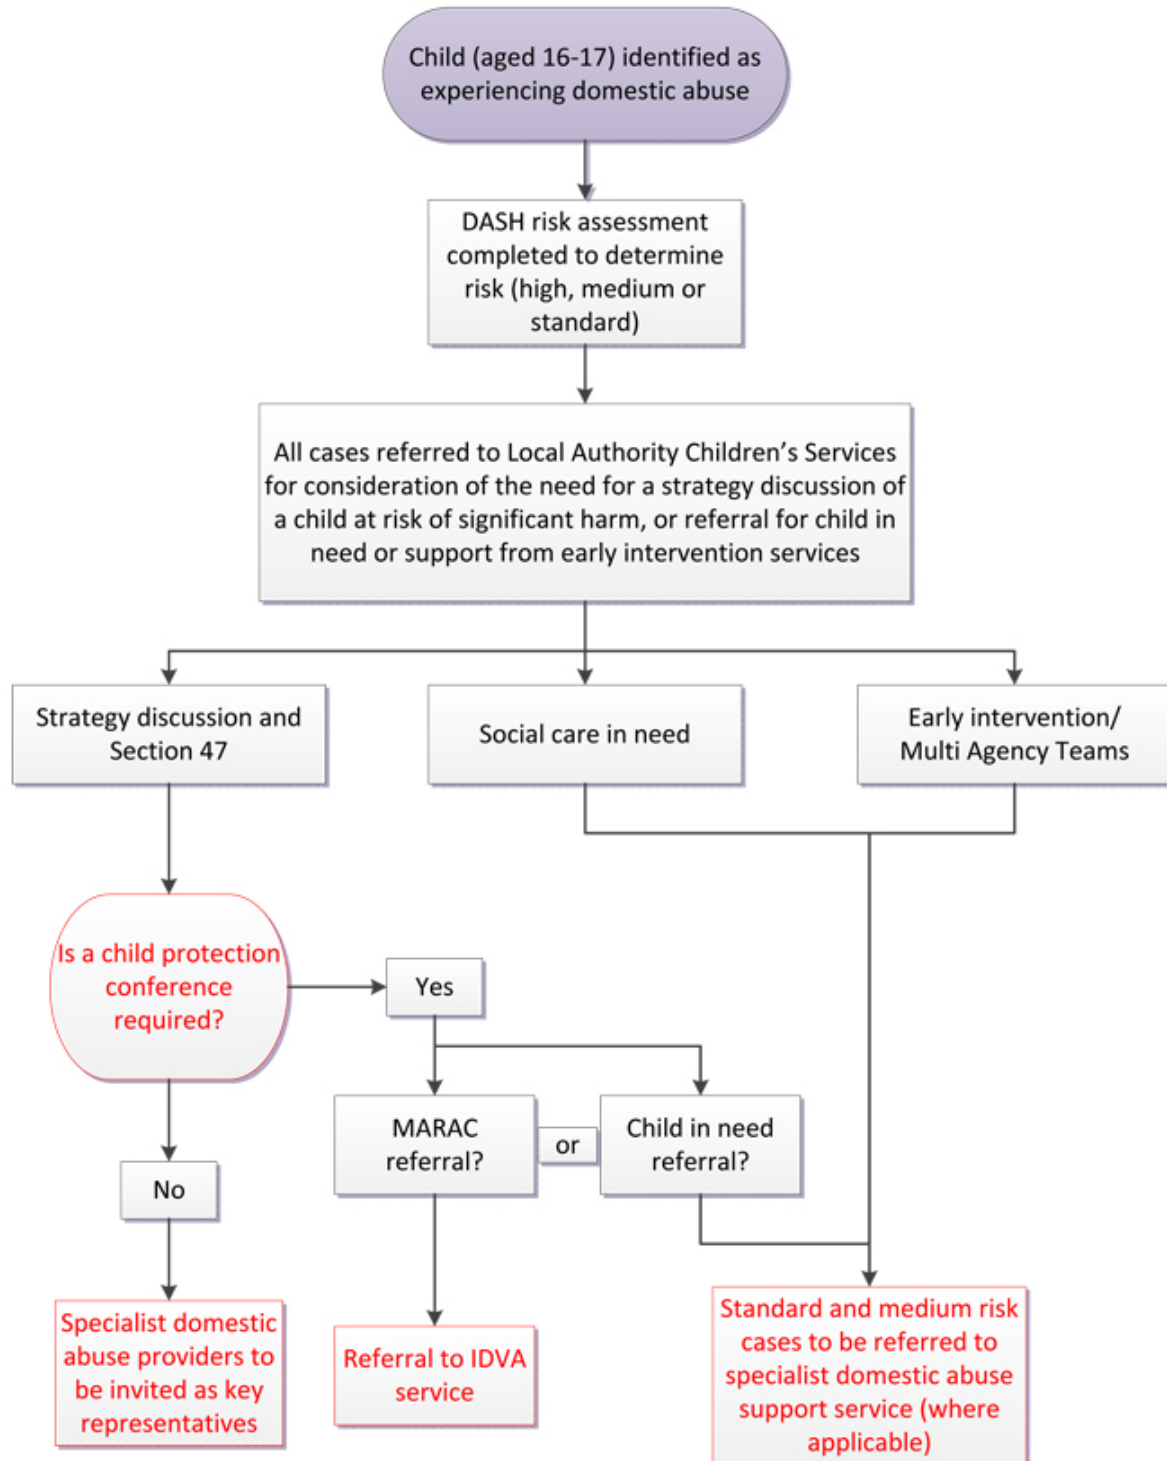 Child (aged 16-17) identified as
experiencing domestic abuse
DASH risk assessment
completed to determine
risk (high, medium or
standard)
All cases referred to Local Authority Children’s Services
for consideration of the need for a strategy discussion of
a child at risk of significant harm, or referral for child in
need or support from early intervention services
Strategy discussion and
Section 47
Social care in need
Early intervention/
Multi Agency Teams
Is a child protection
conference
required?
Yes
MARAC
referral?
or
Child in need
referral?
No
Specialist domestic
abuse providers to
be invited as key
representatives
Referral to IDVA
service
Standard and medium risk
cases to be referred to
specialist domestic abuse
support service (where
applicable)